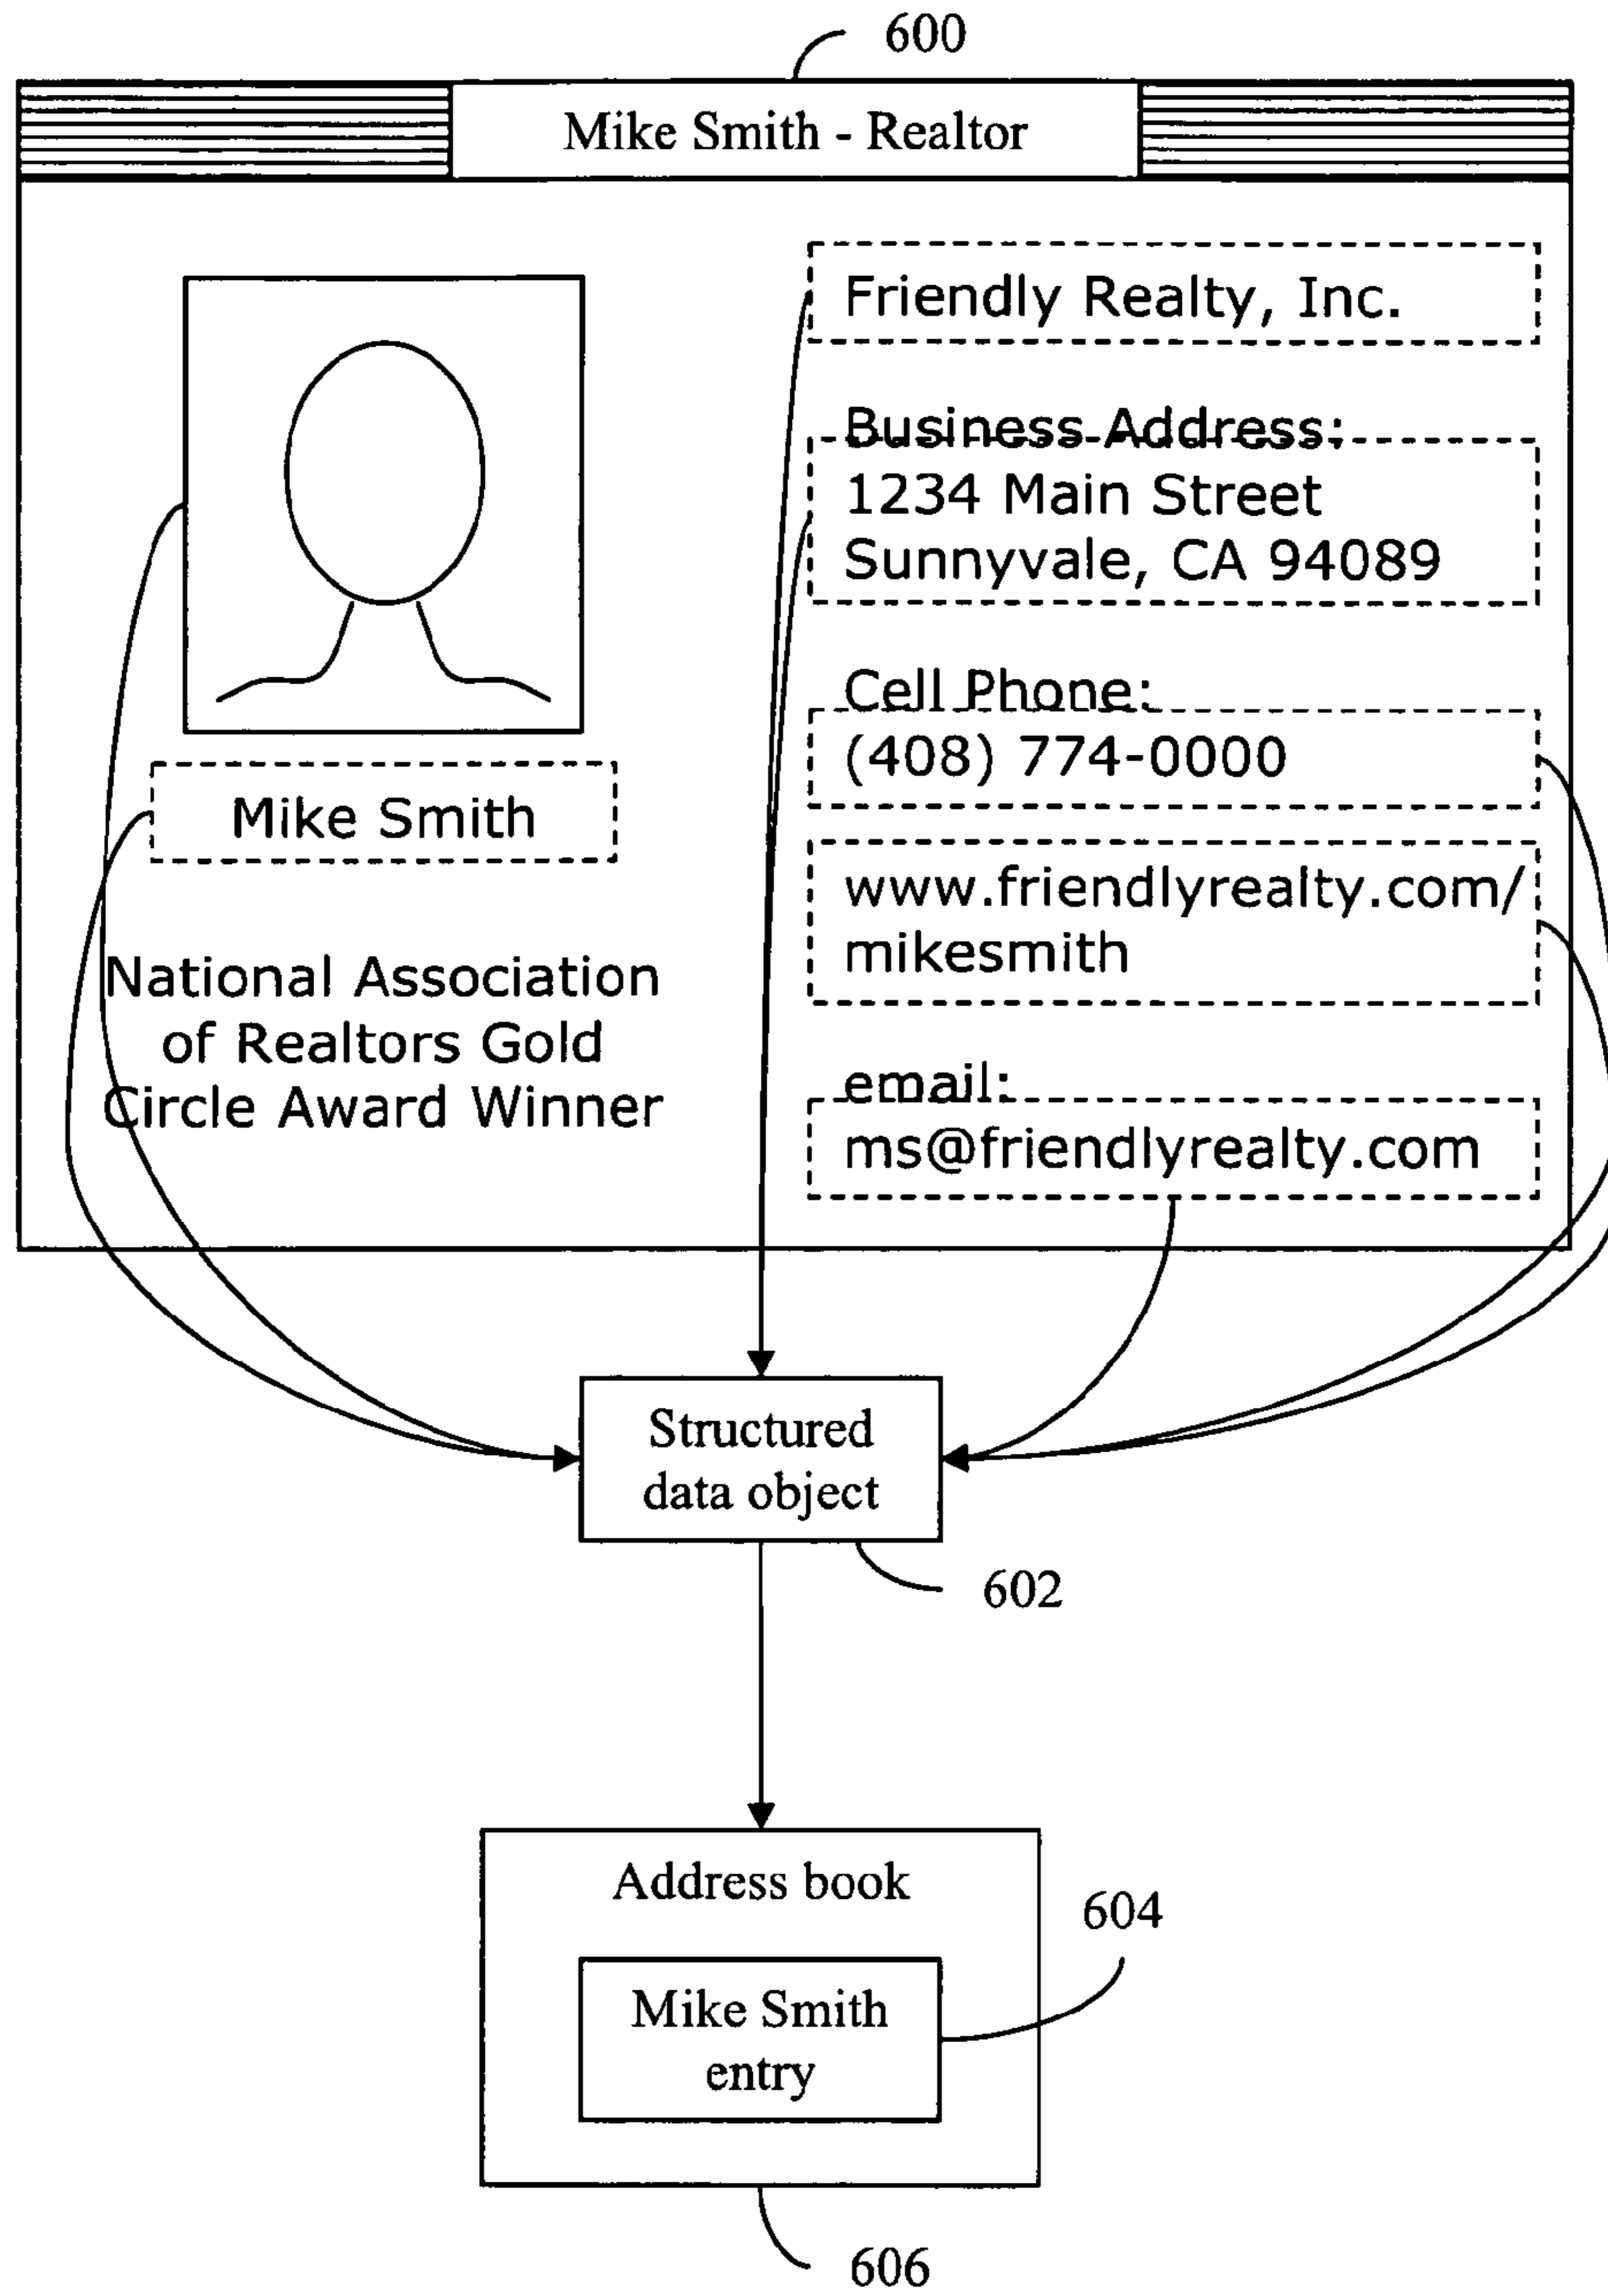 600
Mike Smith - Realtor
Friendly Realty, Inc.
Business Address:
1234 Main Street
Sunnyvale, CA 94089
Cell Phone:
(408) 774-0000
www.friendlyrealty.com/
mikesmith
email:
ms@friendlyrealty.com
Mike Smith
National Association
of Realtors Gold
Circle Award Winner
Structured
data object
602
Address book
604
Mike Smith
entry
606